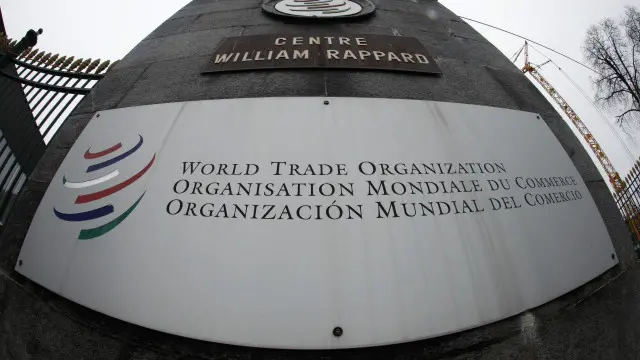 CENTRE
WILLIAM RAPPARD
WORLD TRADE ORGANIZATION
ORGANISATION MONDIALE DU COMMERCE
ORGANIZACIÓN MUNDIAL DEL COMERCIO